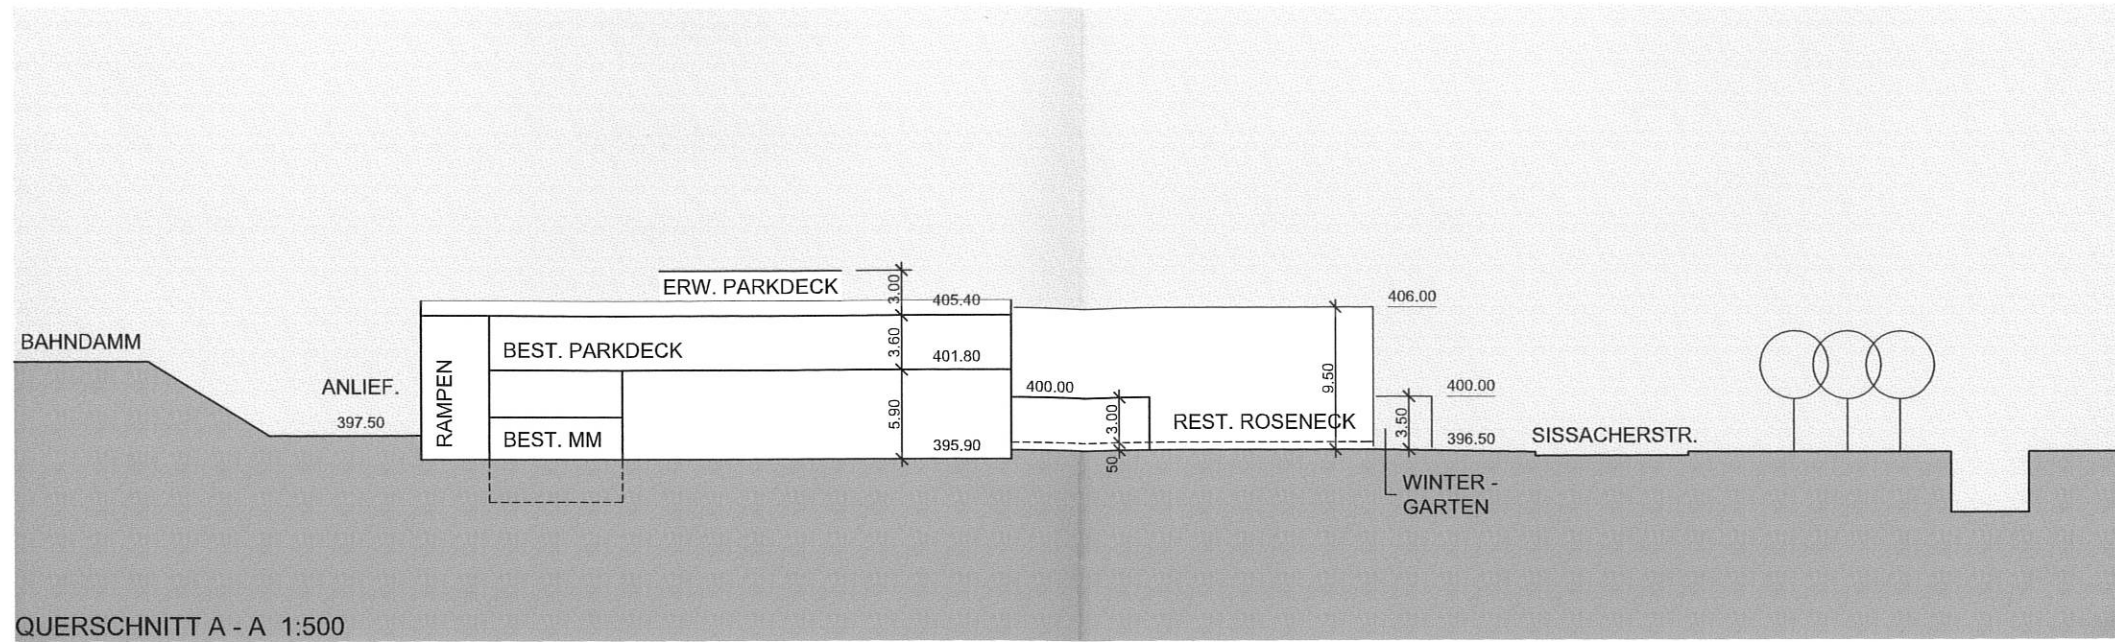 ERW. PARKDECK
3.00
405.40
406.00
BAHNDAMM
BEST. PARKDECK
3.60
401.80
ANLIEF.
397.50
RAMPEN
BEST. MM
5.90
395.90
400.00
3.00
50
REST. ROSENECK
9.50
400.00
3.50
396.50
SISSACHERSTR.
WINTER -
GARTEN
QUERSCHNITT A - A 1:500